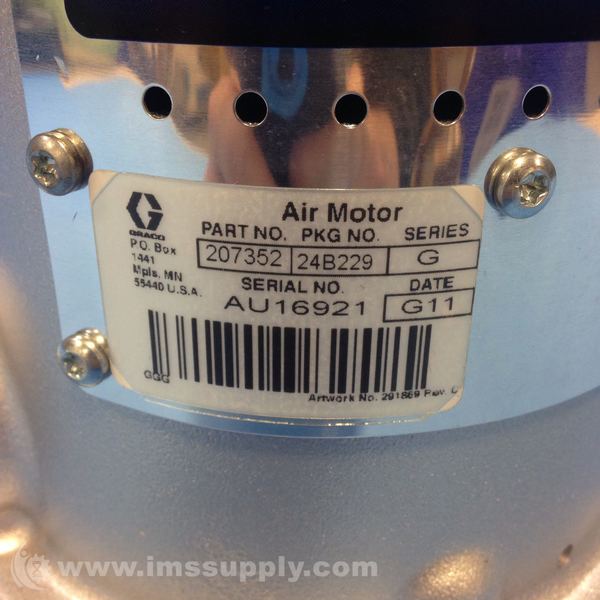 Air Motor
GRACO
P.O. Box
1441
Mpls. MN
55440 U.S.A.
PART NO. PKG NO. SERIES
207352 24B229 G
SERIAL NO. DATE
AU16921 G11
GGG
Artwork No. 291869 Rev. C
www.imssupply.com